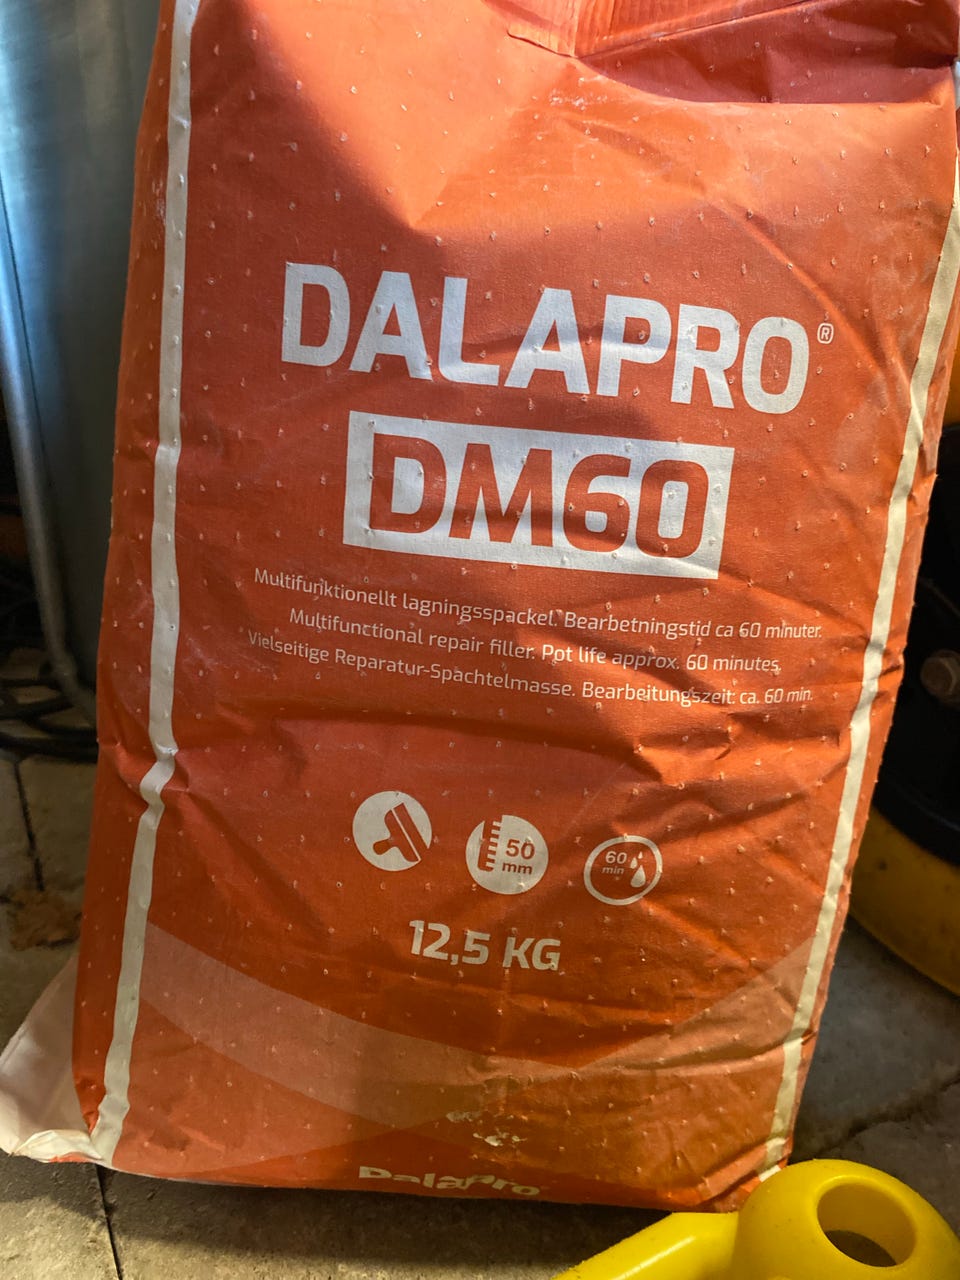 DALAPRO®
DM60
Multifunktionellt lagningsspackel. Bearbetningstid ca 60 minuter.
Multifunctional repair filler. Pot life approx. 60 minutes.
Vielseitige Reparatur-Spachtelmasse. Bearbeitungszeit: ca. 60 min.
50 mm
60 min
12,5 KG
DalaPro